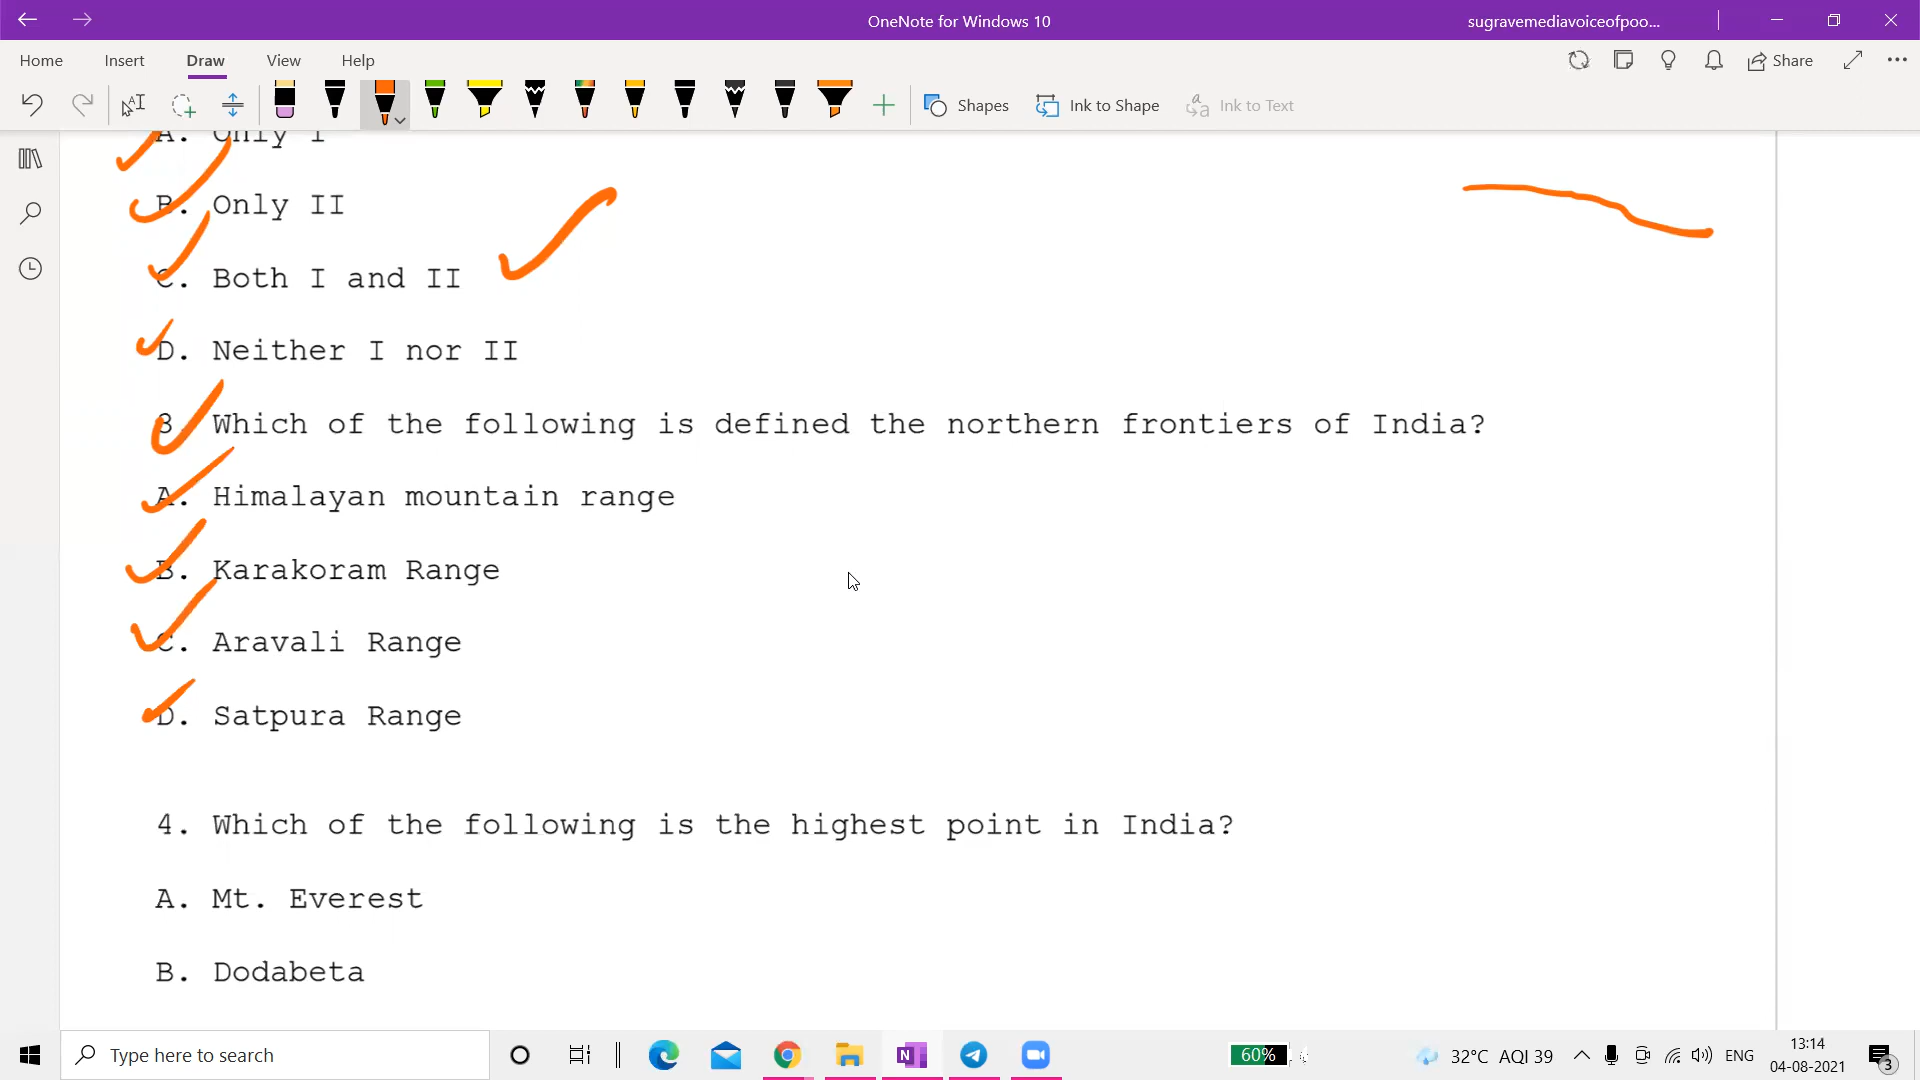 OneNote for Windows 10
sugravemediavoiceofpoo...
Home Insert Draw View Help
Share
Shapes Ink to Shape Ink to Text
A. Only I
B. Only II
C. Both I and II
D. Neither I nor II
3. Which of the following is defined the northern frontiers of India?
A. Himalayan mountain range
B. Karakoram Range
C. Aravali Range
D. Satpura Range
4. Which of the following is the highest point in India?
A. Mt. Everest
B. Dodabeta
Type here to search
60%
32°C AQI 39
ENG
13:14
04-08-2021
3